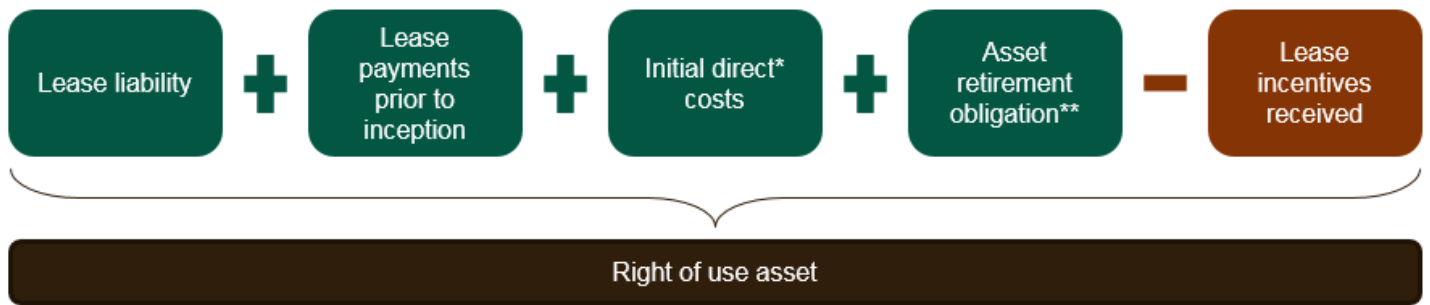 Lease liability
Lease
payments
prior to
inception
Initial direct*
costs
Asset
retirement
obligation**
Lease
incentives
received
Right of use asset